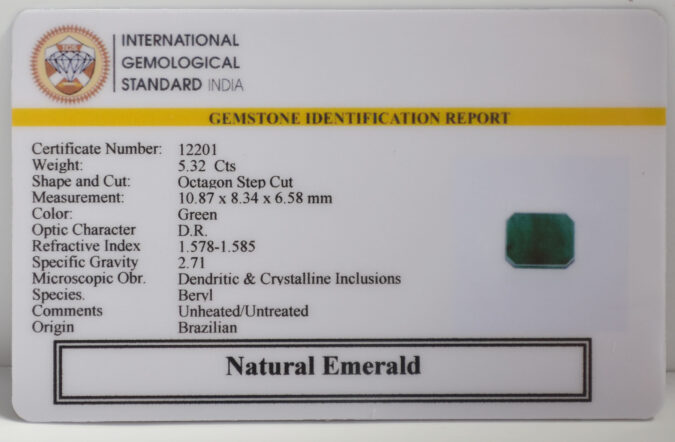 INTERNATIONAL
GEMOLOGICAL
STANDARD INDIA
GEMSTONE IDENTIFICATION REPORT
Certificate Number: 12201
Weight: 5.32 Cts
Shape and Cut: Octagon Step Cut
Measurement: 10.87 x 8.34 x 6.58 mm
Color: Green
Optic Character D.R.
Refractive Index 1.578-1.585
Specific Gravity 2.71
Microscopic Obr. Dendritic & Crystalline Inclusions
Species. Beryl
Comments Unheated/Untreated
Origin Brazilian
Natural Emerald